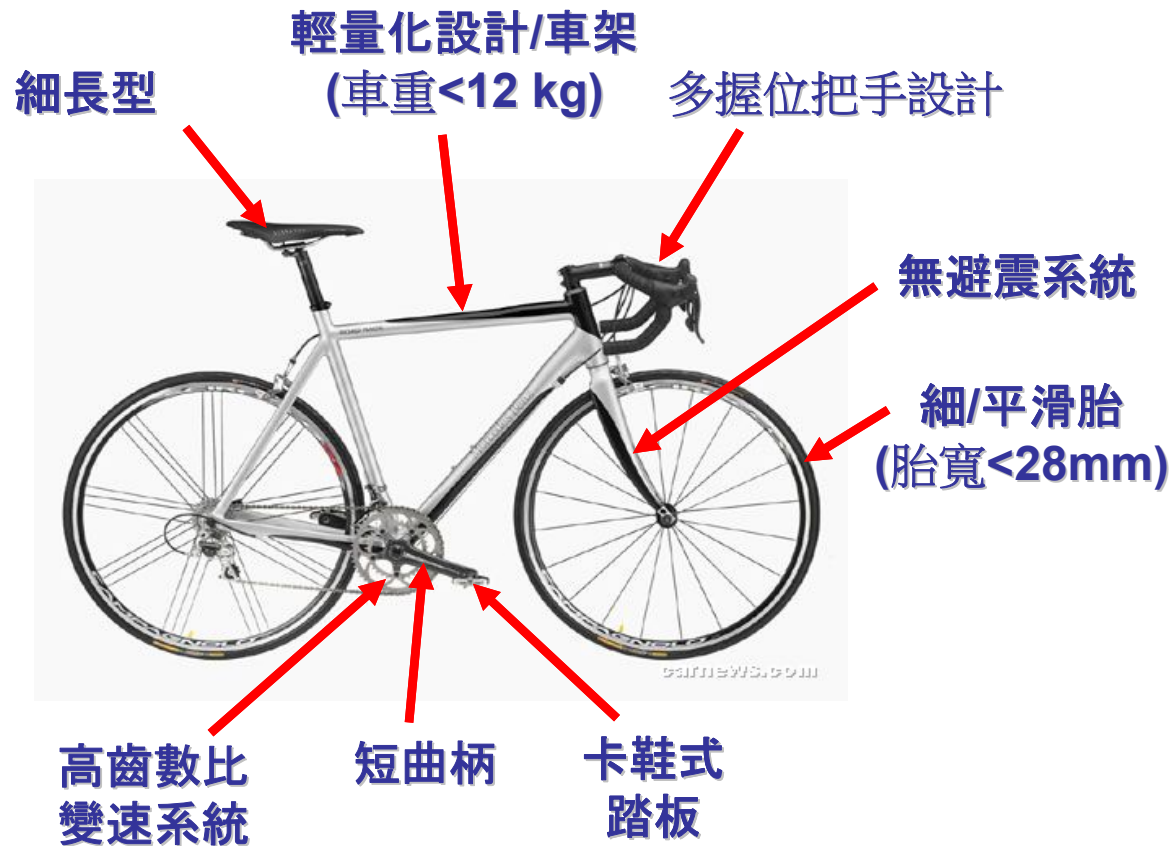 輕量化設計/車架
(車重<12 kg)
細長型
多握位把手設計
無避震系統
細/平滑胎
(胎寬<28mm)
CAMPAGNOLO
CAMPAGNOLO
carnews.com
高齒數比
變速系統
短曲柄
卡鞋式
踏板